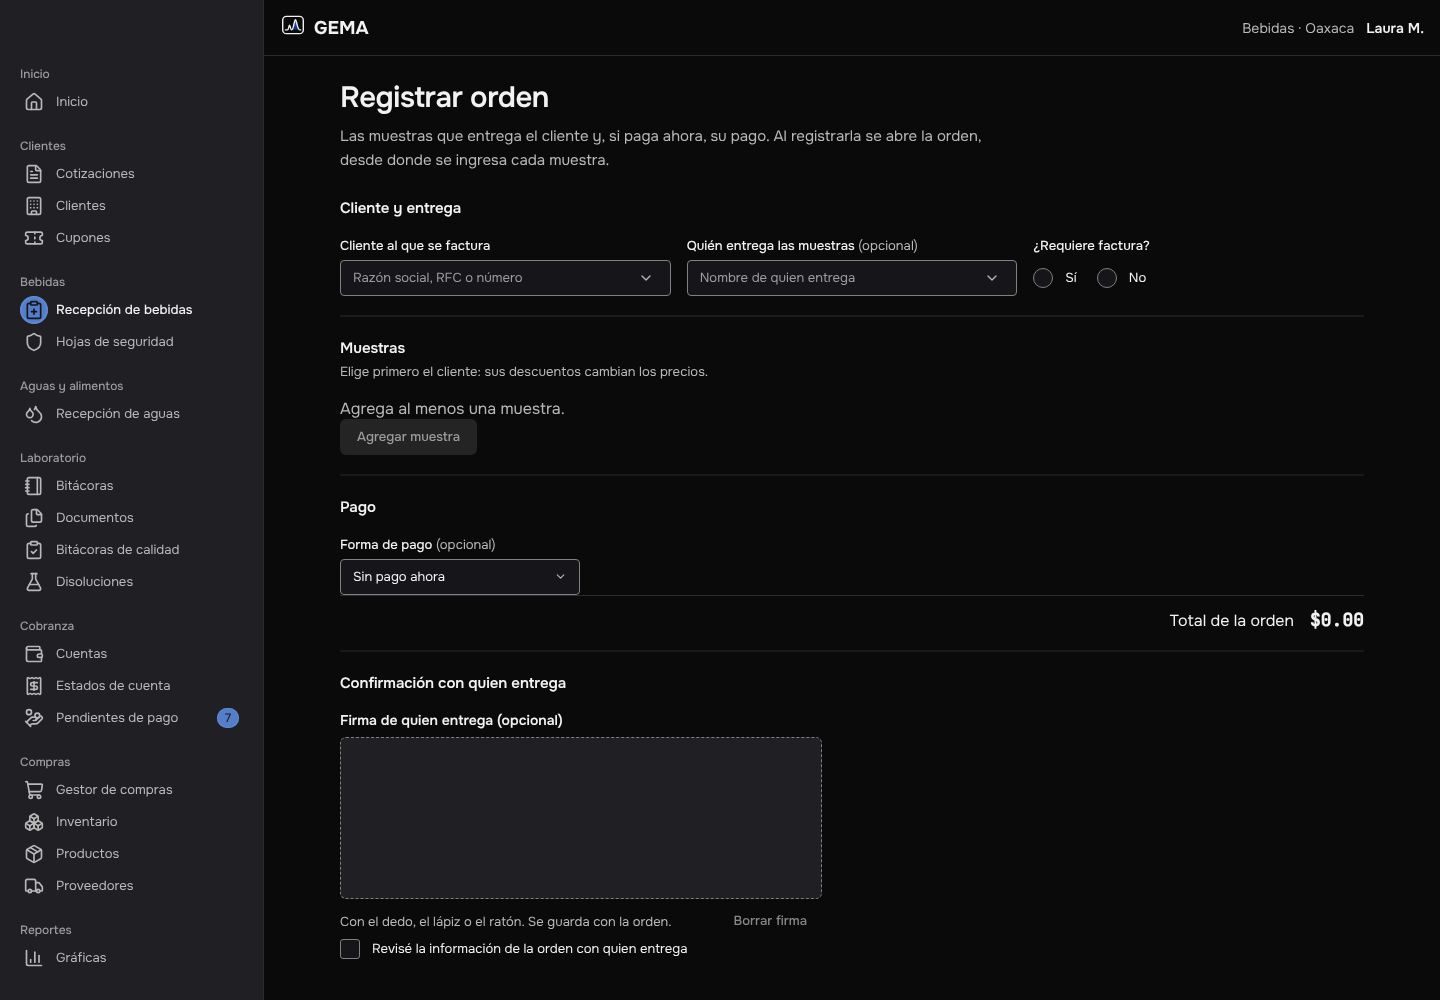 GEMA
Bebidas · Oaxaca Laura M.
Inicio
Inicio
Clientes
Cotizaciones
Clientes
Cupones
Bebidas
Recepción de bebidas
Hojas de seguridad
Aguas y alimentos
Recepción de aguas
Laboratorio
Bitácoras
Documentos
Bitácoras de calidad
Disoluciones
Cobranza
Cuentas
Estados de cuenta
Pendientes de pago 7
Compras
Gestor de compras
Inventario
Productos
Proveedores
Reportes
Gráficas
Registrar orden
Las muestras que entrega el cliente y, si paga ahora, su pago. Al registrarla se abre la orden,
desde donde se ingresa cada muestra.
Cliente y entrega
Cliente al que se factura
Razón social, RFC o número
Quién entrega las muestras (opcional)
Nombre de quien entrega
¿Requiere factura?
Sí No
Muestras
Elige primero el cliente: sus descuentos cambian los precios.
Agrega al menos una muestra.
Agregar muestra
Pago
Forma de pago (opcional)
Sin pago ahora
Total de la orden $0.00
Confirmación con quien entrega
Firma de quien entrega (opcional)
Con el dedo, el lápiz o el ratón. Se guarda con la orden. Borrar firma
Revisé la información de la orden con quien entrega